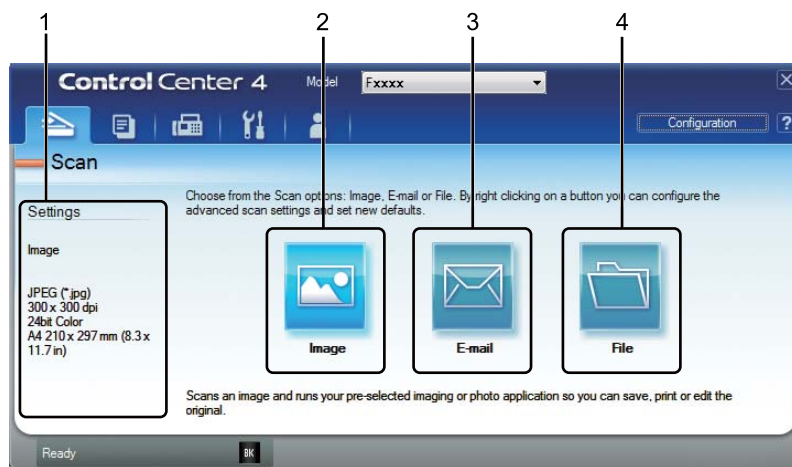 1 2 3 4
Control Center 4 Model Fxxxx
Configuration ?
Scan
Choose from the Scan options: Image, E-mail or File. By right clicking on a button you can configure the
advanced scan settings and set new defaults.
Settings
Image
JPEG (*.jpg)
300 x 300 dpi
24bit Color
A4 210 x 297 mm (8.3 x
11.7 in)
Image E-mail File
Scans an image and runs your pre-selected imaging or photo application so you can save, print or edit the
original.
Ready BK